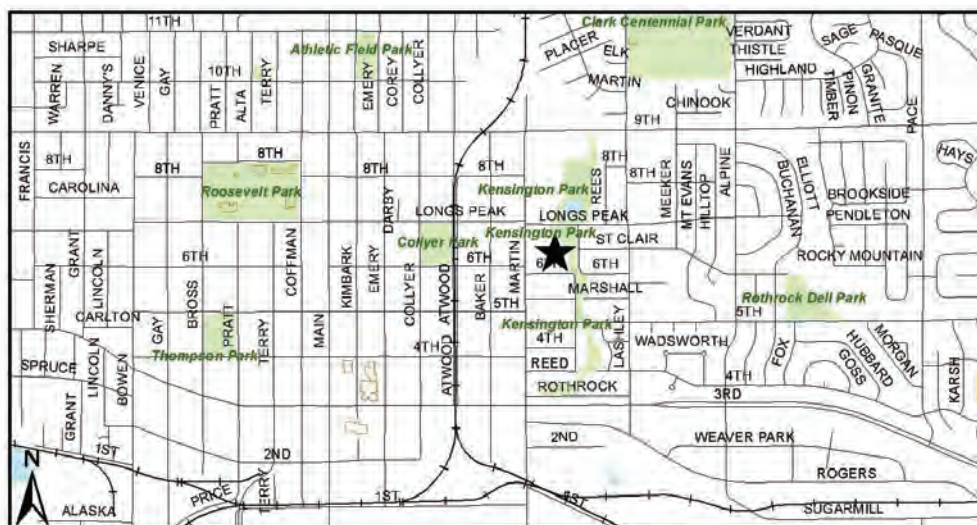 11TH
Clark Centennial Park
VERDANT
SAGE
PASQUE
SHARPE
Athletic Field Park
PLACER
ELK
THISTLE
HIGHLAND
WARREN
DANNY'S
VENICE
GAY
10TH
PRATT
ALTA
TERRY
EMERY
COREY
COLLYER
MARTIN
CHINOOK
TIMBER
PINON
GRANITE
PACE
9TH
FRANCIS
8TH
8TH
8TH
8TH
8TH
8TH
8TH
HAYS
CAROLINA
Roosevelt Park
DARBY
LONGS PEAK
Kensington Park
REES
LONGS PEAK
MEEKER
MT EVANS
HILLTOP
ALPINE
BUCHANAN
ELLIOTT
BROOKSIDE
PENDLETON
Collyer Park
Kensington Park
ST CLAIR
ROCKY MOUNTAIN
SHERMAN
GRANT
LINCOLN
6TH
COFFMAN
KIMBARK
EMERY
COLLYER
ATWOOD
6TH
BAKER
MARTIN
6TH
6TH
MARSHALL
Rothrock Dell Park
CARLTON
GAY
BROSS
PRATT
TERRY
MAIN
5TH
Kensington Park
5TH
Thompson Park
4TH
ATWOOD
4TH
LASHLEY
WADSWORTH
FOX
GOSS
HUBBARD
MORGAN
KARSH
SPRUCE
LINCOLN
BOWEN
REED
ROTHROCK
4TH
3RD
GRANT
1ST
2ND
2ND
WEAVER PARK
N
PRICE
TERRY
1ST
1ST
ROGERS
ALASKA
SUGARMILL